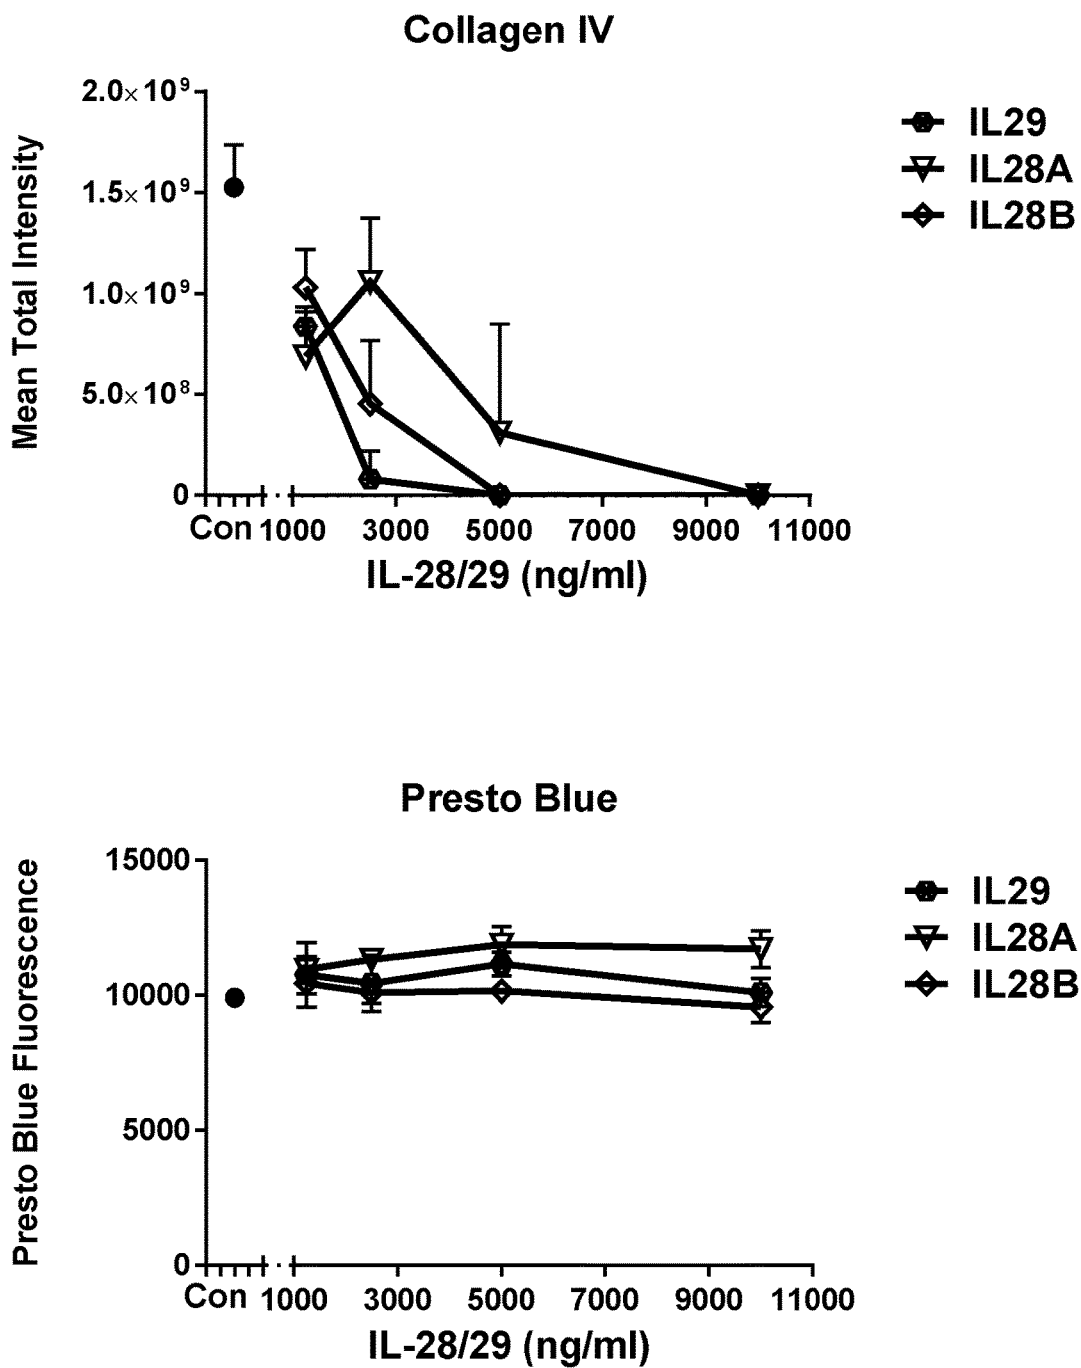 Collagen IV
Mean Total Intensity
2.0×10⁹
1.5×10⁹
1.0×10⁹
5.0×10⁸
0
Con 1000 3000 5000 7000 9000 11000
IL-28/29 (ng/ml)
IL29
IL28A
IL28B
Presto Blue
Presto Blue Fluorescence
15000
10000
5000
0
Con 1000 3000 5000 7000 9000 11000
IL-28/29 (ng/ml)
IL29
IL28A
IL28B